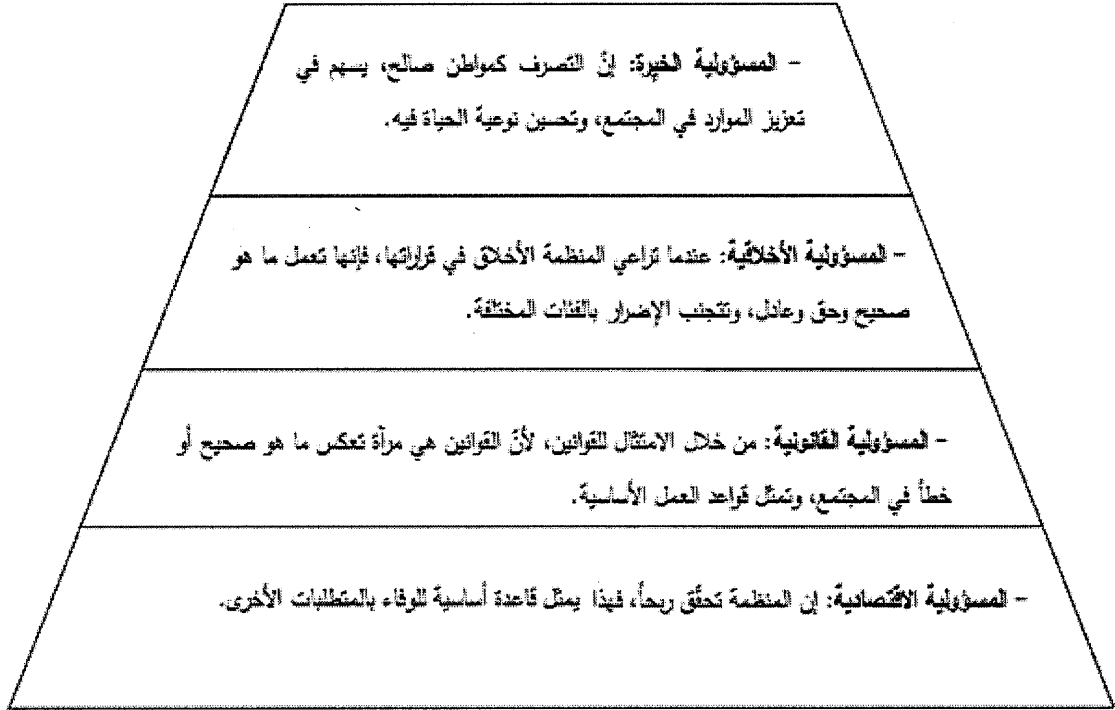 - المسؤولية الخيرة: إنّ التصرف كمواطن صالح، يسهم في
تعزيز الموارد في المجتمع، وتحسين نوعية الحياة فيه.
- المسؤولية الأخلاقية: عندما تراعي المنظمة الأخلاق في قراراتها، فإنها تعمل ما هو
صحيح وحق وعادل، وتتجنب الإضرار بالفئات المختلفة.
- المسؤولية القانونية: من خلال الامتثال للقوانين، لأنّ القوانين هي مرآة تعكس ما هو صحيح أو
خطأ في المجتمع، وتمثل قواعد العمل الأساسية.
- المسؤولية الاقتصادية: إن المنظمة تحقّق ربحاً، فهذا يمثل قاعدة أساسية للوفاء بالمتطلبات الأخرى.